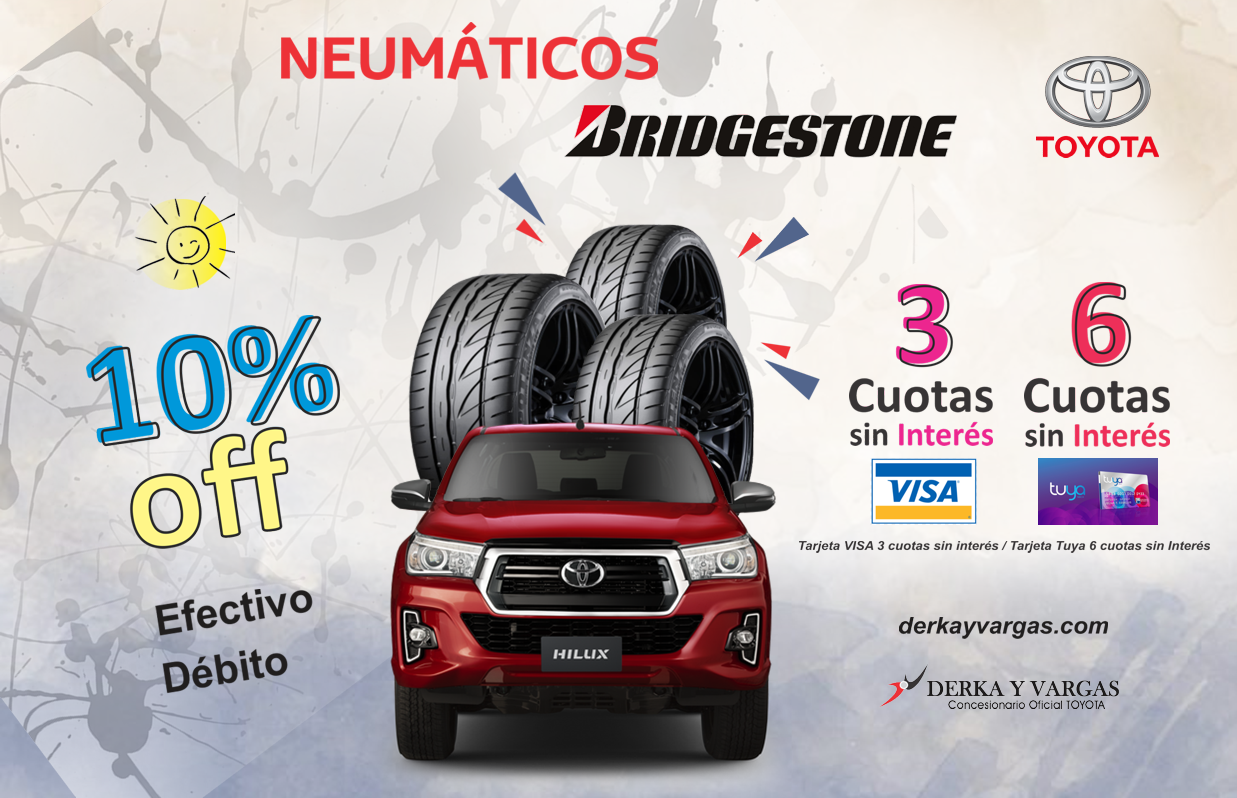 NEUMÁTICOS
BRIDGESTONE
TOYOTA
10%
off
Efectivo
Débito
3
Cuotas
sin Interés
VISA
6
Cuotas
sin Interés
tuya
tuya
Tarjeta VISA 3 cuotas sin interés / Tarjeta Tuya 6 cuotas sin Interés
HILUX
derkayvargas.com
DERKA Y VARGAS
Concesionario Oficial TOYOTA